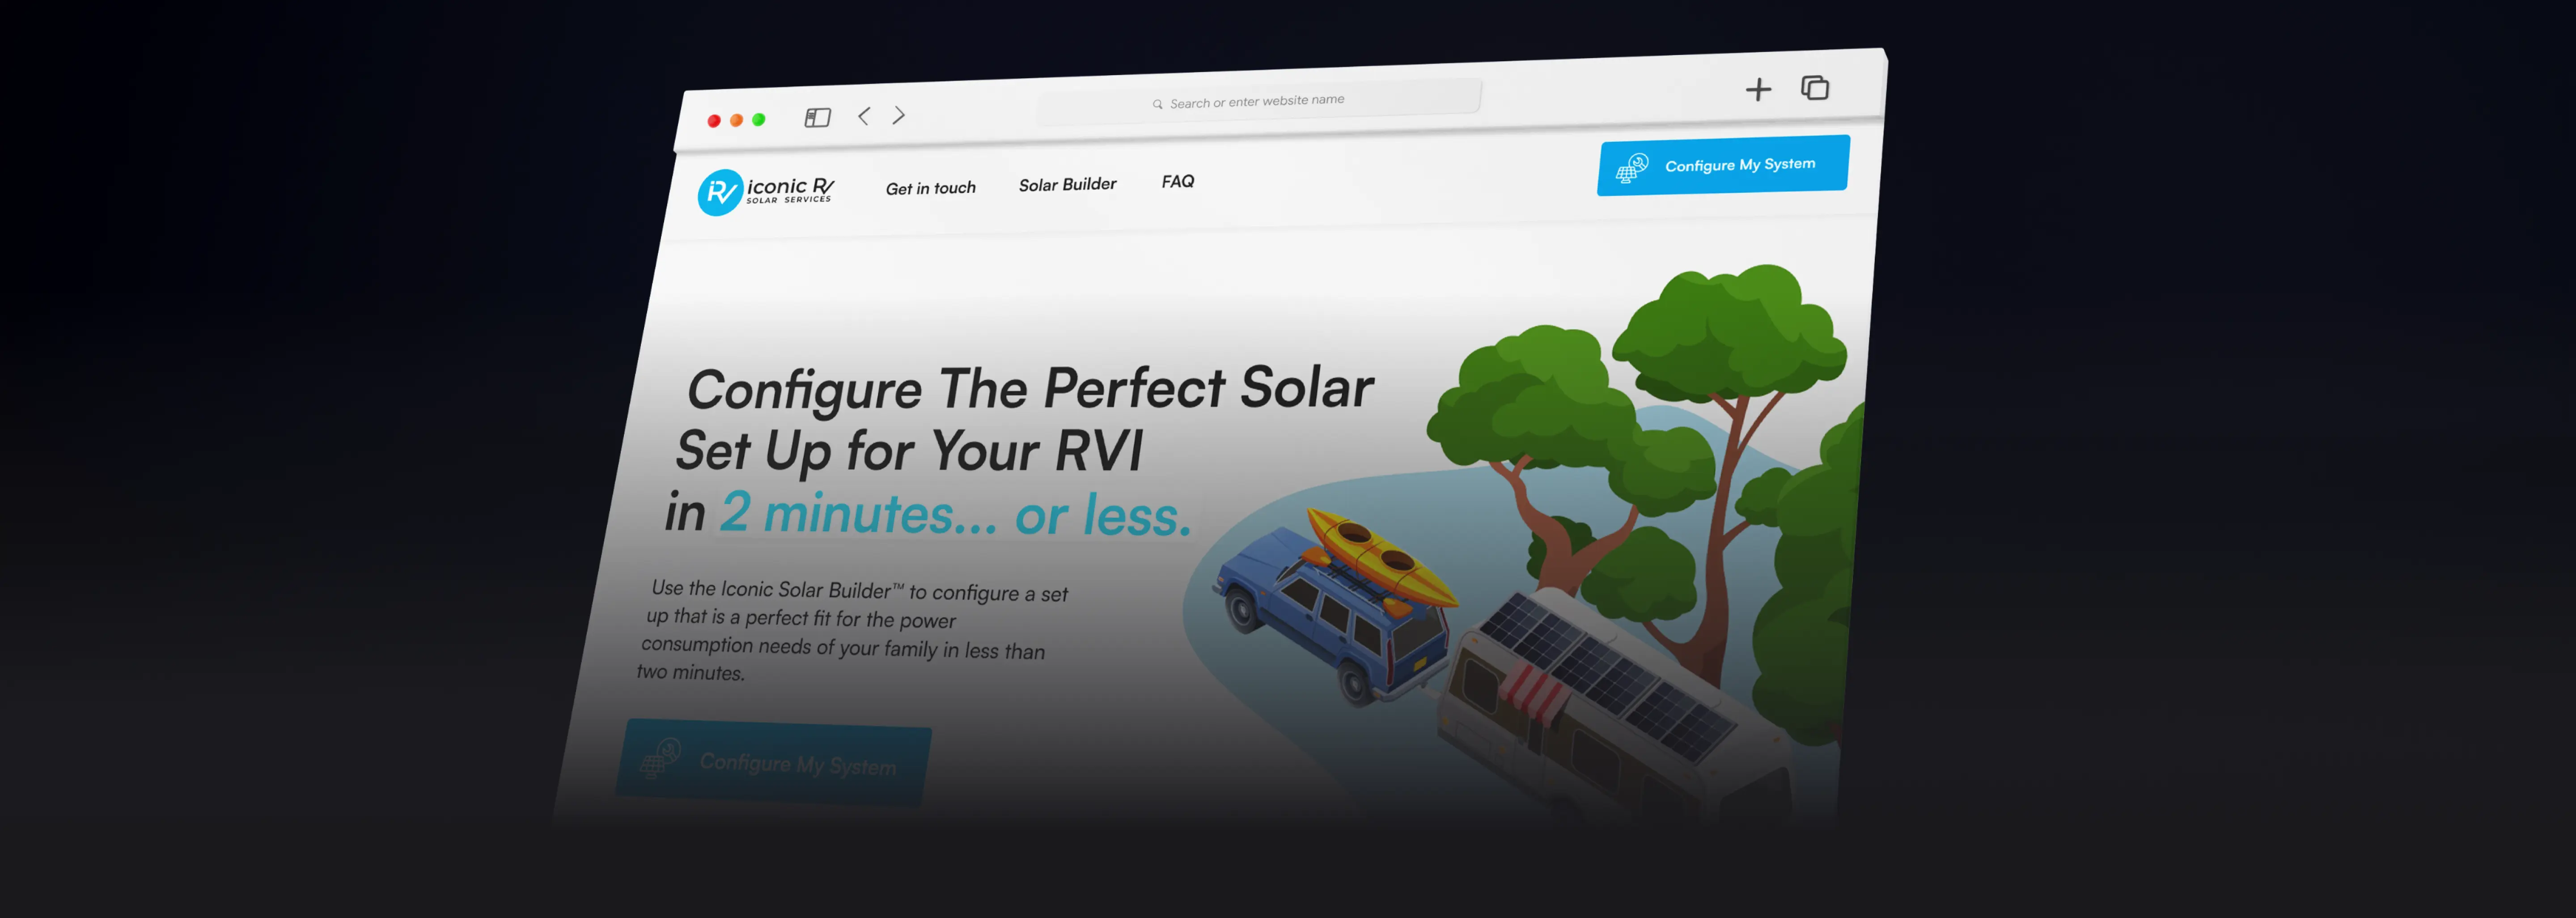 Search or enter website name
iconic RV
SOLAR SERVICES
Get in touch
Solar Builder
FAQ
Configure My System
Configure The Perfect Solar
Set Up for Your RVI
in 2 minutes... or less.
Use the Iconic Solar Builder™ to configure a set
up that is a perfect fit for the power
consumption needs of your family in less than
two minutes.
Configure My System